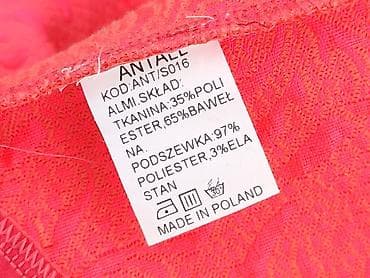 ANTALL
KOD:ANT/S016
ALMI.SKŁAD:
TKANINA:35%POLI
ESTER,65%BAWEŁ
NA.
PODSZEWKA:97%
POLIESTER,3%ELA
STAN
MADE IN POLAND